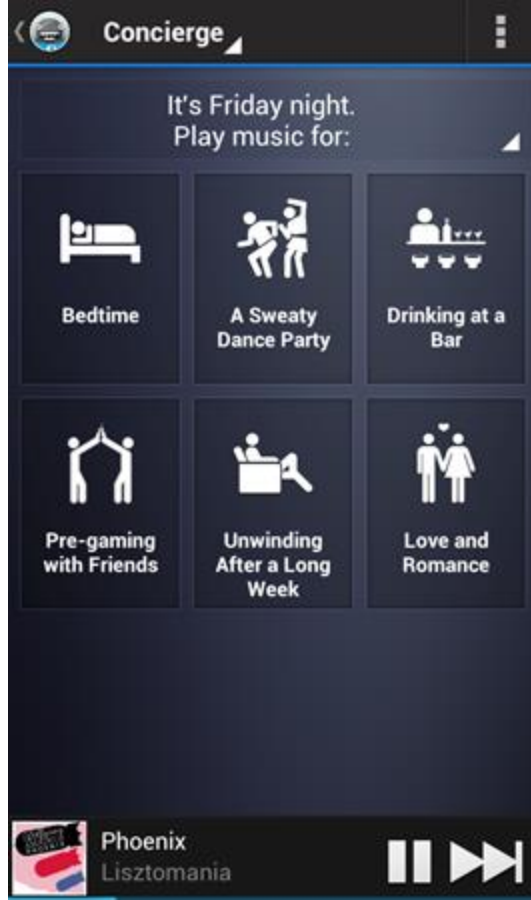 Concierge
It's Friday night.
Play music for:
Bedtime
A Sweaty
Dance Party
Drinking at a
Bar
Pre-gaming
with Friends
Unwinding
After a Long
Week
Love and
Romance
Phoenix
Lisztomania